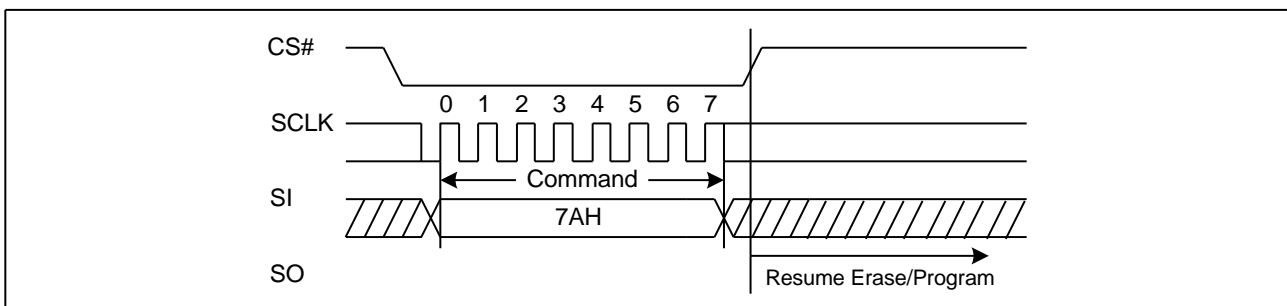 CS#
0 1 2 3 4 5 6 7
SCLK
Command
SI
7AH
SO
Resume Erase/Program